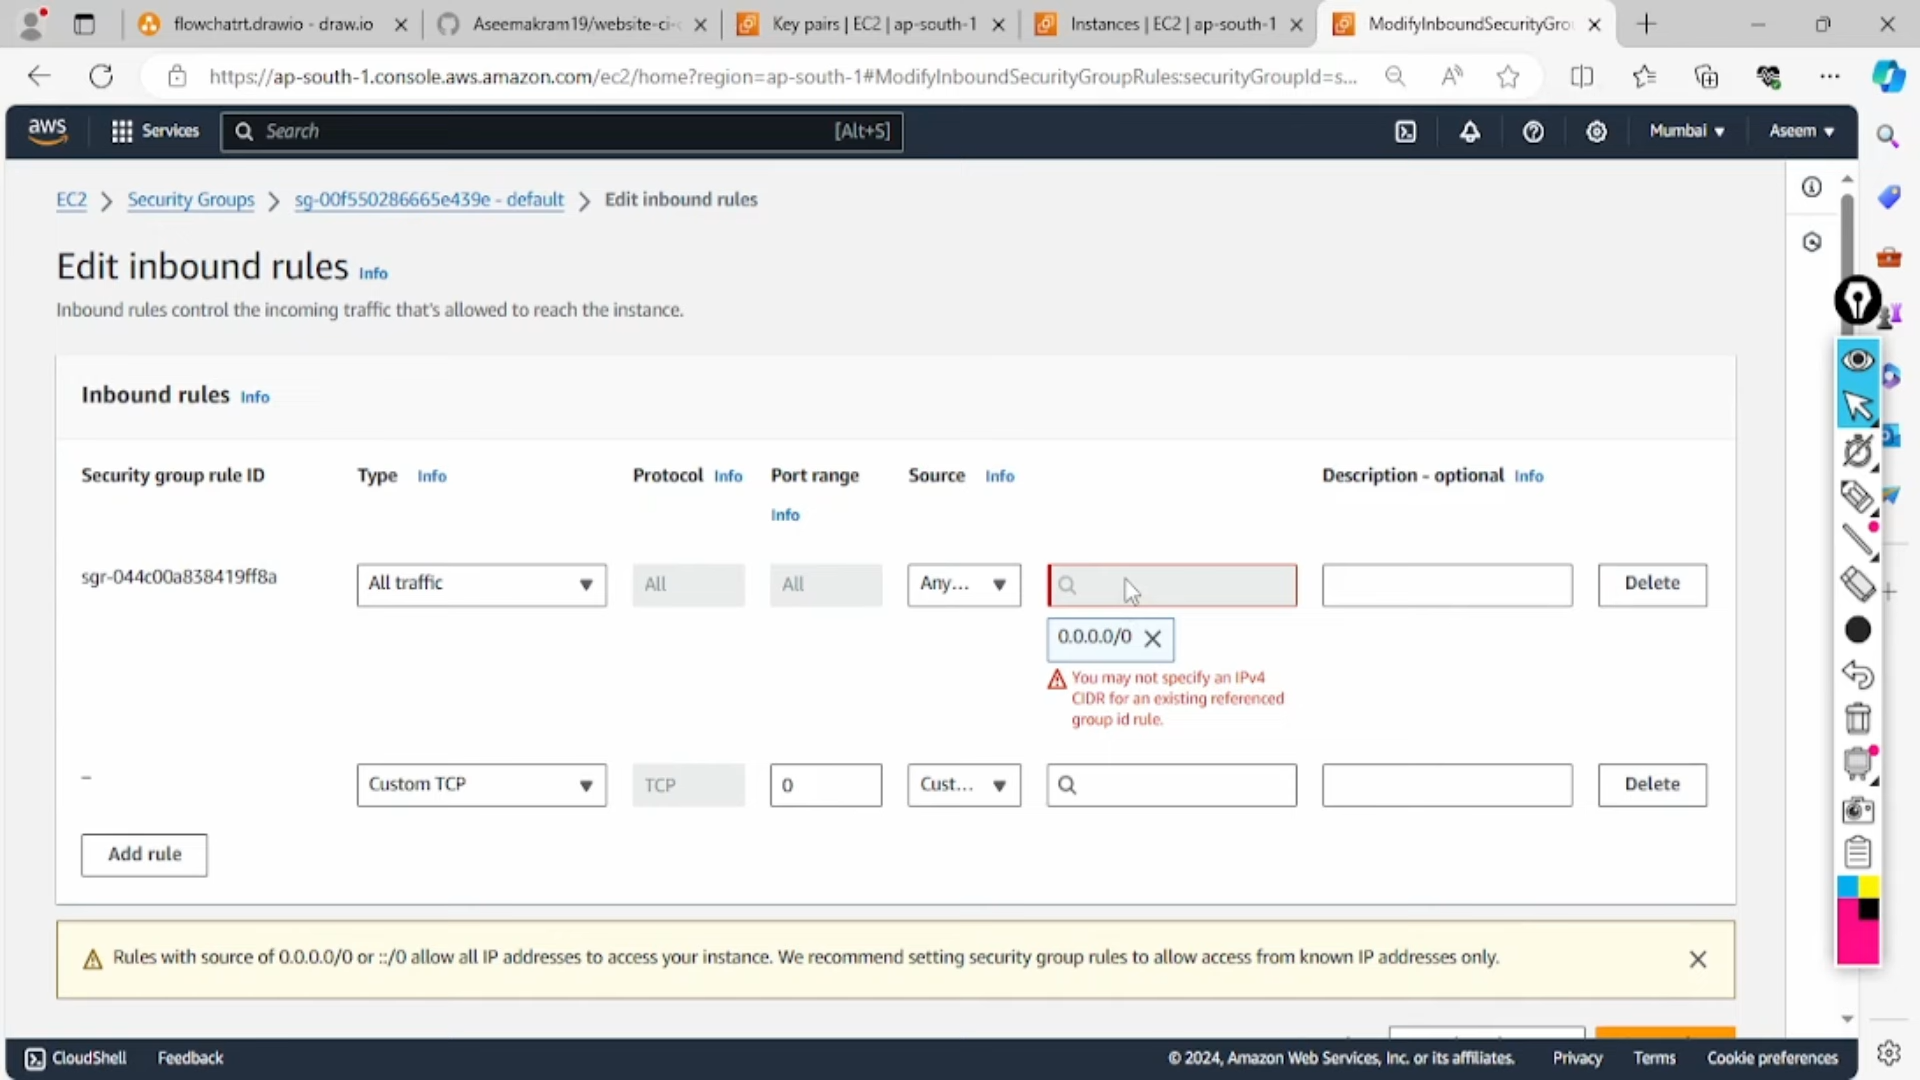 flowchatrt.drawio - draw.io
Aseemakram19/website-ci-
Key pairs | EC2 | ap-south-1
Instances | EC2 | ap-south-1
ModifyInboundSecurityGro
https://ap-south-1.console.aws.amazon.com/ec2/home?region=ap-south-1#ModifyInboundSecurityGroupRules:securityGroupId=s...
aws
Services
Search
[Alt+S]
Mumbai
Aseem
EC2
Security Groups
sg-00f550286665e439e - default
Edit inbound rules
Edit inbound rules Info
Inbound rules control the incoming traffic that's allowed to reach the instance.
Inbound rules Info
Security group rule ID
Type Info
Protocol Info
Port range
Info
Source Info
Description - optional Info
sgr-044c00a838419ff8a
All traffic
All
All
Any...
Delete
0.0.0.0/0
You may not specify an IPv4
CIDR for an existing referenced
group id rule.
–
Custom TCP
TCP
0
Cust...
Delete
Add rule
Rules with source of 0.0.0.0/0 or ::/0 allow all IP addresses to access your instance. We recommend setting security group rules to allow access from known IP addresses only.
CloudShell
Feedback
© 2024, Amazon Web Services, Inc. or its affiliates.
Privacy
Terms
Cookie preferences